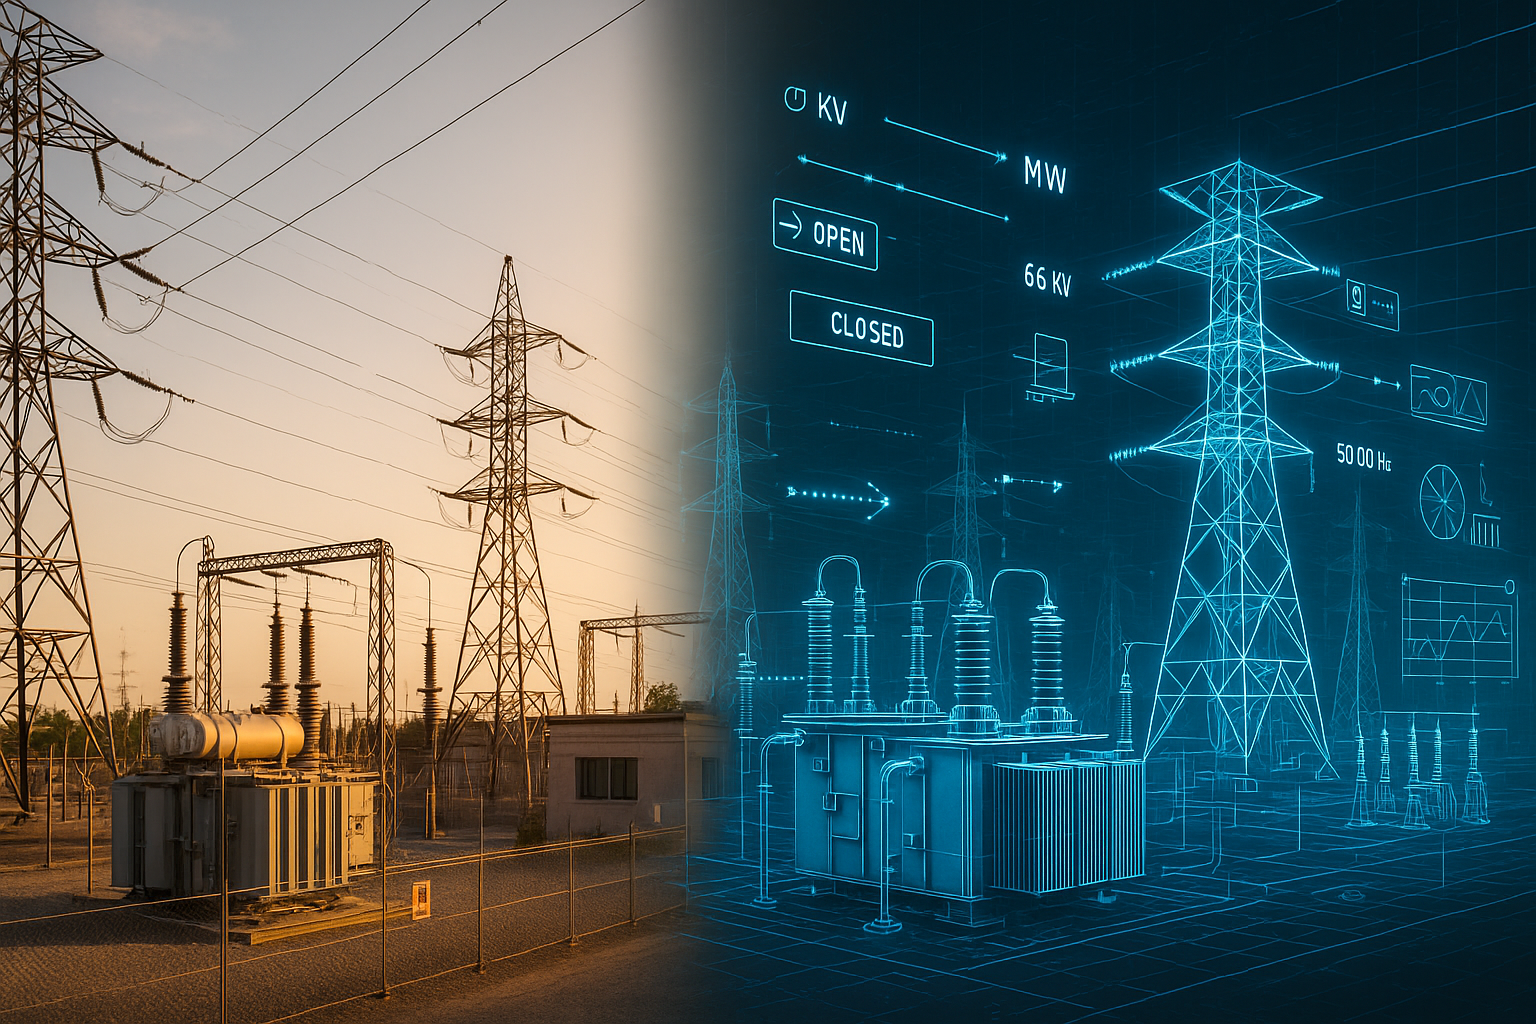 KV
MW
OPEN
66 KV
CLOSED
50 00 Hz